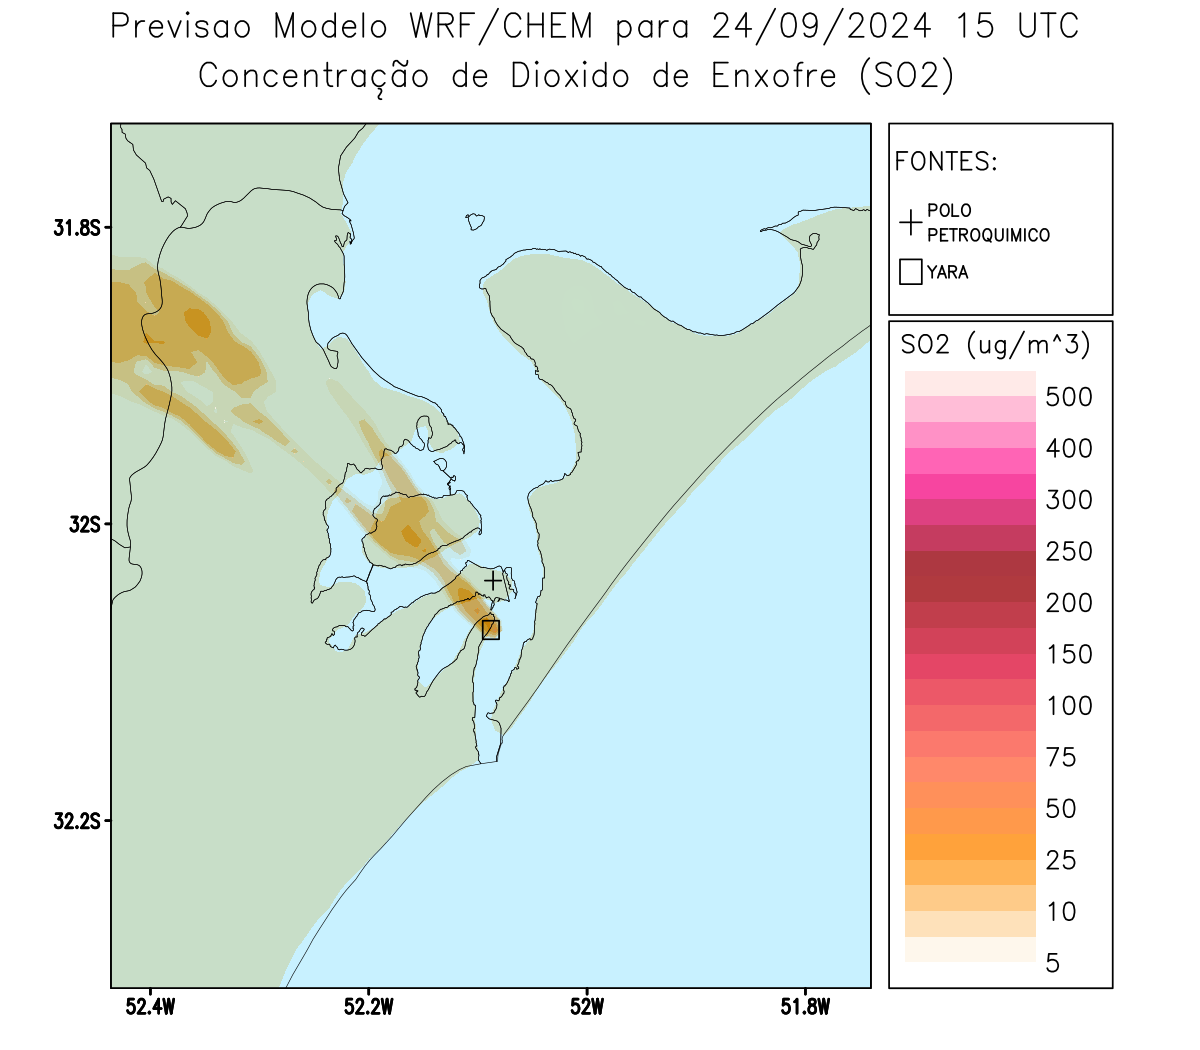 Previsao Modelo WRF/CHEM para 24/09/2024 15 UTC
Concentração de Dioxido de Enxofre (SO2)
FONTES:
POLO
PETROQUIMICO
YARA
SO2 (ug/m^3)
500
400
300
250
200
150
100
75
50
25
10
5
31.8S
32S
32.2S
52.4W
52.2W
52W
51.8W